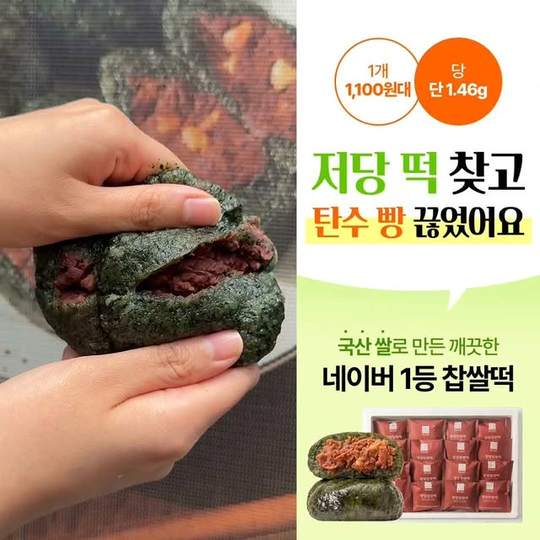 1개
1,100원대
당
단 1.46g
저당 떡 찾고
탄수 빵 끊었어요
국산 쌀로 만든 깨끗한
네이버 1등 찹쌀떡